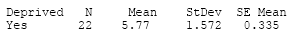 Deprived N Mean StDev SE Mean
Yes 22 5.77 1.572 0.335